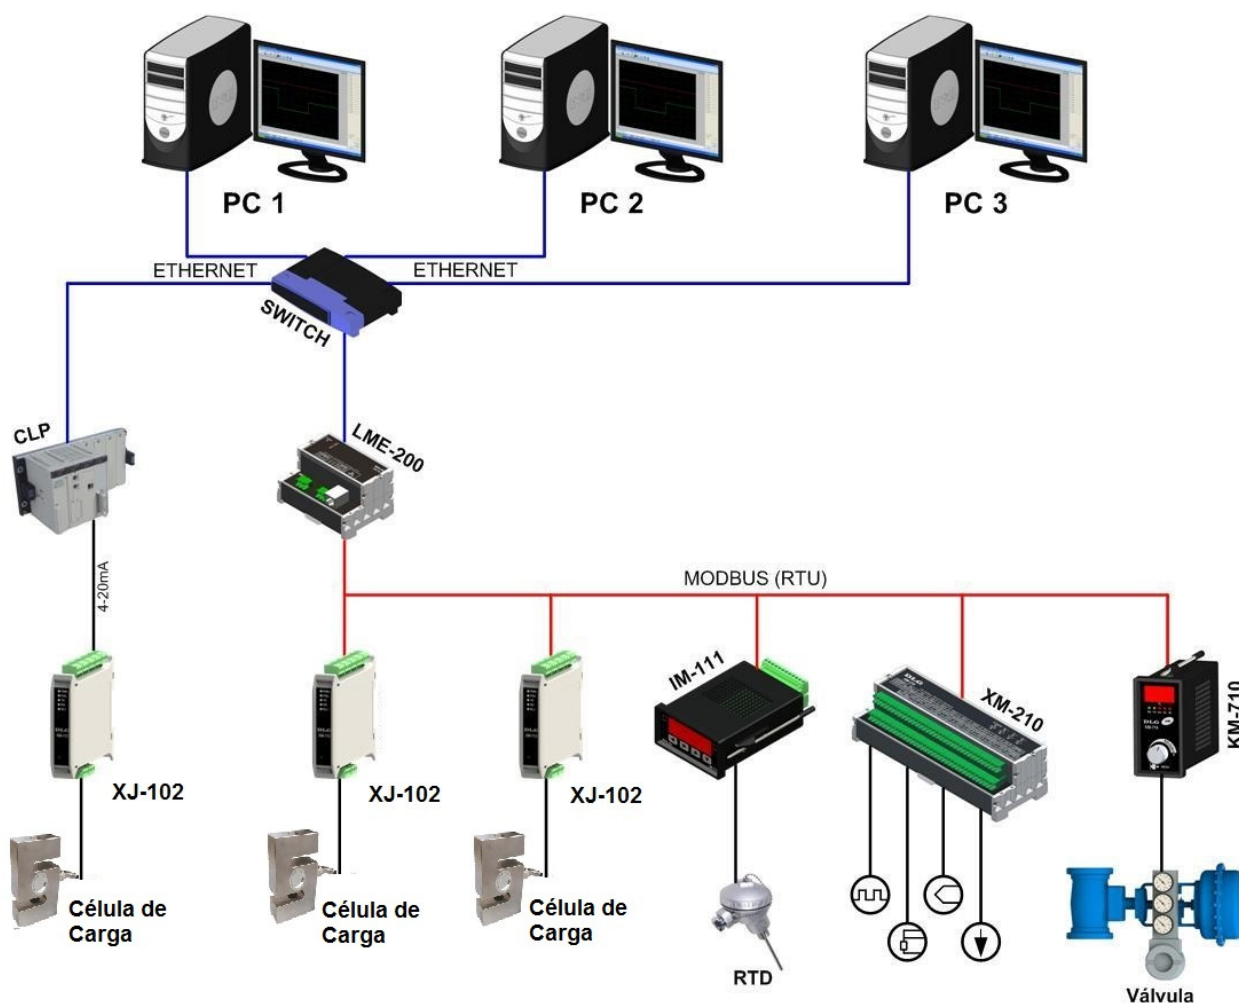 PC 1
PC 2
PC 3
ETHERNET
ETHERNET
SWITCH
CLP
LME-200
4-20mA
MODBUS (RTU)
IM-111
XM-210
KM-710
DLG
DLG
XJ-102
XJ-102
XJ-102
Célula de
Carga
Célula de
Carga
Célula de
Carga
RTD
Válvula